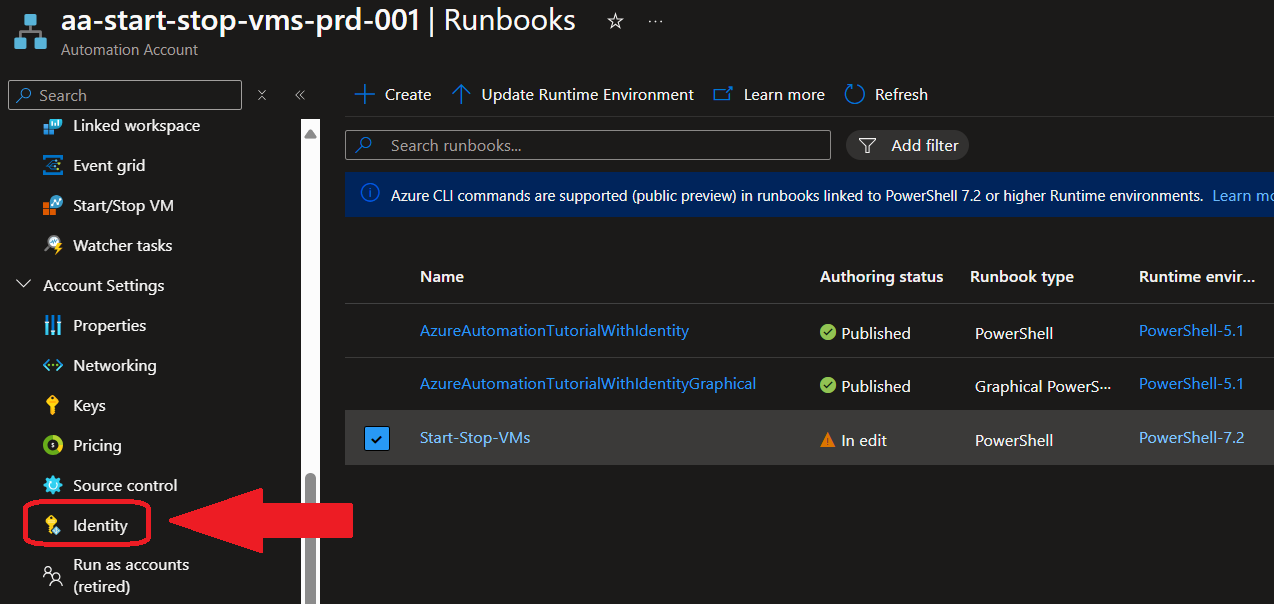 aa-start-stop-vms-prd-001 | Runbooks
Automation Account
Search
Linked workspace
Event grid
Start/Stop VM
Watcher tasks
Account Settings
Properties
Networking
Keys
Pricing
Source control
Identity
Run as accounts
(retired)
Create Update Runtime Environment Learn more Refresh
Search runbooks... Add filter
Azure CLI commands are supported (public preview) in runbooks linked to PowerShell 7.2 or higher Runtime environments. Learn mo
Name Authoring status Runbook type Runtime envir...
AzureAutomationTutorialWithIdentity Published PowerShell PowerShell-5.1
AzureAutomationTutorialWithIdentityGraphical Published Graphical PowerS··· PowerShell-5.1
Start-Stop-VMs In edit PowerShell PowerShell-7.2